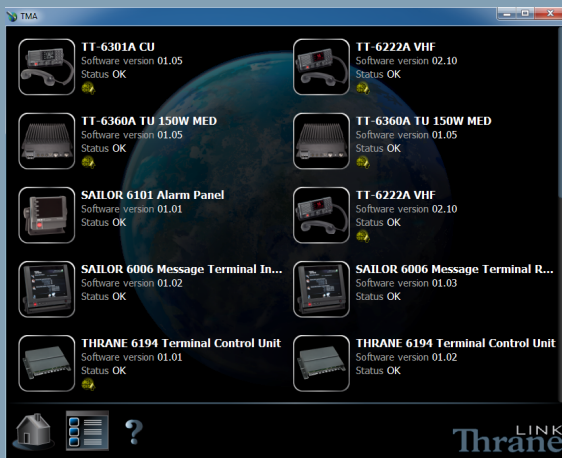 TMA
TT-6301A CU
Software version 01.05
Status OK
TT-6222A VHF
Software version 02.10
Status OK
TT-6360A TU 150W MED
Software version 01.05
Status OK
TT-6360A TU 150W MED
Software version 01.05
Status OK
SAILOR 6101 Alarm Panel
Software version 01.01
Status OK
TT-6222A VHF
Software version 02.10
Status OK
SAILOR 6006 Message Terminal In...
Software version 01.02
Status OK
SAILOR 6006 Message Terminal R...
Software version 01.03
Status OK
THRANE 6194 Terminal Control Unit
Software version 01.01
Status OK
THRANE 6194 Terminal Control Unit
Software version 01.02
Status OK
?
LINK
Thrane